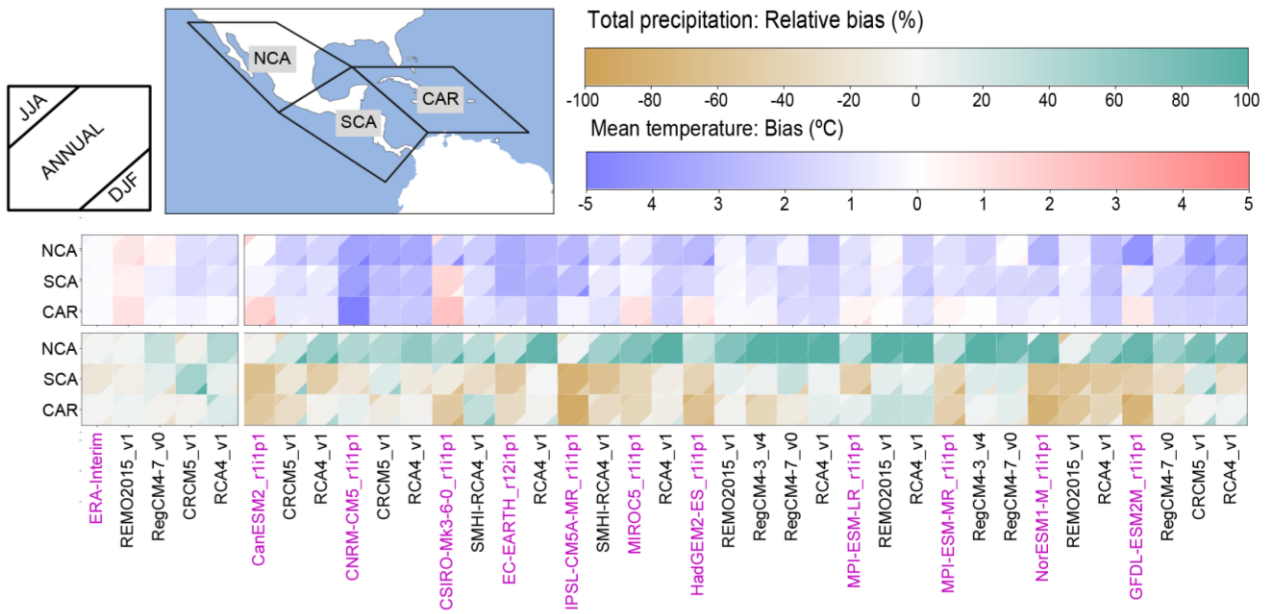 Total precipitation: Relative bias (%)
-100 -80 -60 -40 -20 0 20 40 60 80 100
Mean temperature: Bias (ºC)
-5 4 3 2 1 0 1 2 3 4 5
JJA
ANNUAL
DJF
NCA
SCA
CAR
NCA
SCA
CAR
NCA
SCA
CAR
ERA-Interim
REMO2015_v1
RegCM4-7_v0
CRCM5_v1
RCA4_v1
CanESM2_r1i1p1
CRCM5_v1
RCA4_v1
CNRM-CM5_r1i1p1
CRCM5_v1
RCA4_v1
CSIRO-Mk3-6-0_r1i1p1
SMHI-RCA4_v1
EC-EARTH_r12i1p1
RCA4_v1
IPSL-CM5A-MR_r1i1p1
SMHI-RCA4_v1
MIROC5_r1i1p1
RCA4_v1
HadGEM2-ES_r1i1p1
REMO2015_v1
RegCM4-3_v4
RegCM4-7_v0
RCA4_v1
MPI-ESM-LR_r1i1p1
REMO2015_v1
RCA4_v1
MPI-ESM-MR_r1i1p1
RegCM4-3_v4
RegCM4-7_v0
NorESM1-M_r1i1p1
REMO2015_v1
RCA4_v1
GFDL-ESM2M_r1i1p1
RegCM4-7_v0
CRCM5_v1
RCA4_v1